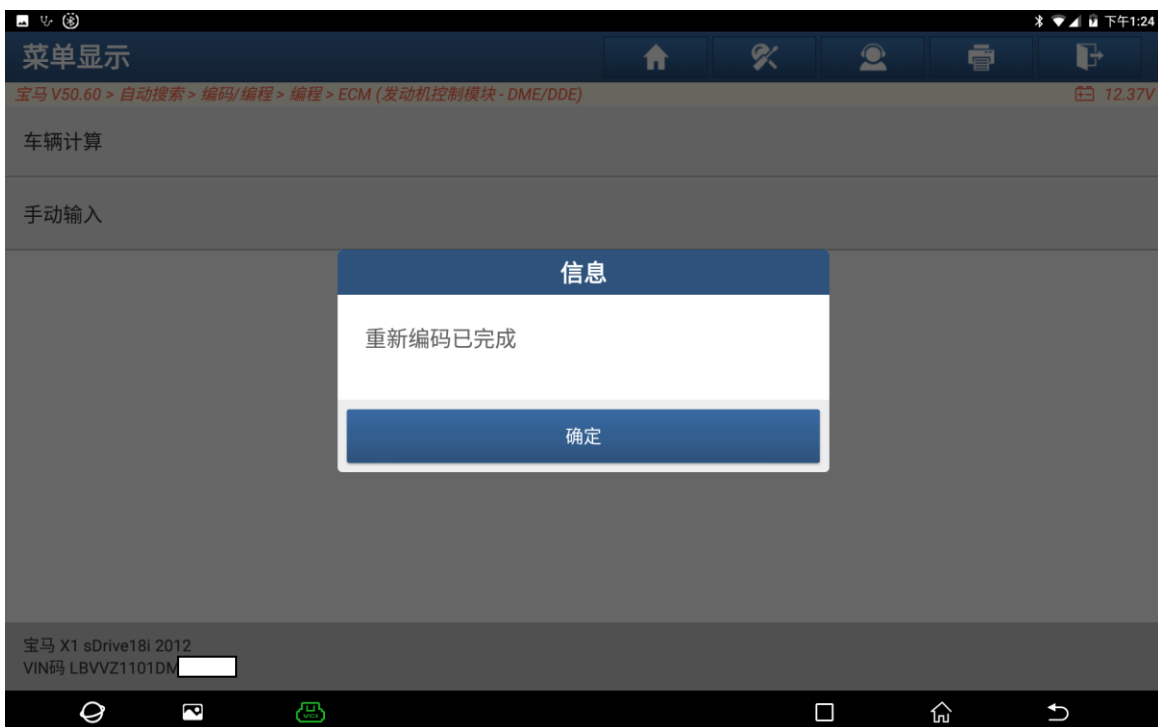 下午1:24
菜单显示
宝马 V50.60 > 自动搜索 > 编码/编程 > 编程 > ECM (发动机控制模块 - DME/DDE)
12.37V
车辆计算
手动输入
信息
重新编码已完成
确定
宝马 X1 sDrive18i 2012
VIN码 LBVVZ1101DM
VCI